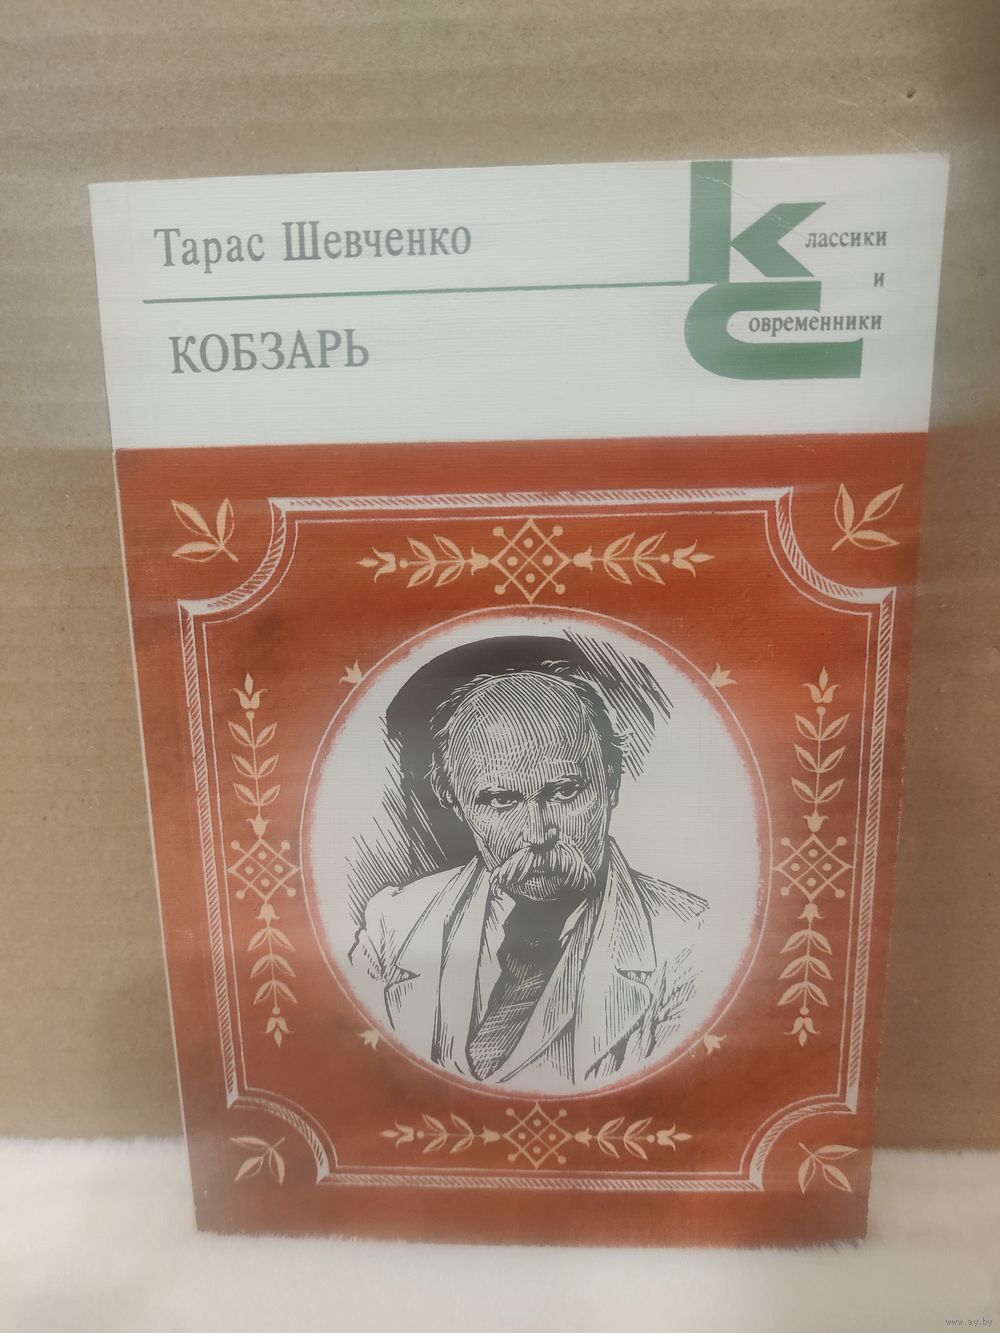 Тарас Шевченко
КОБЗАРЬ
Классики
и
Современники
www.ay.by